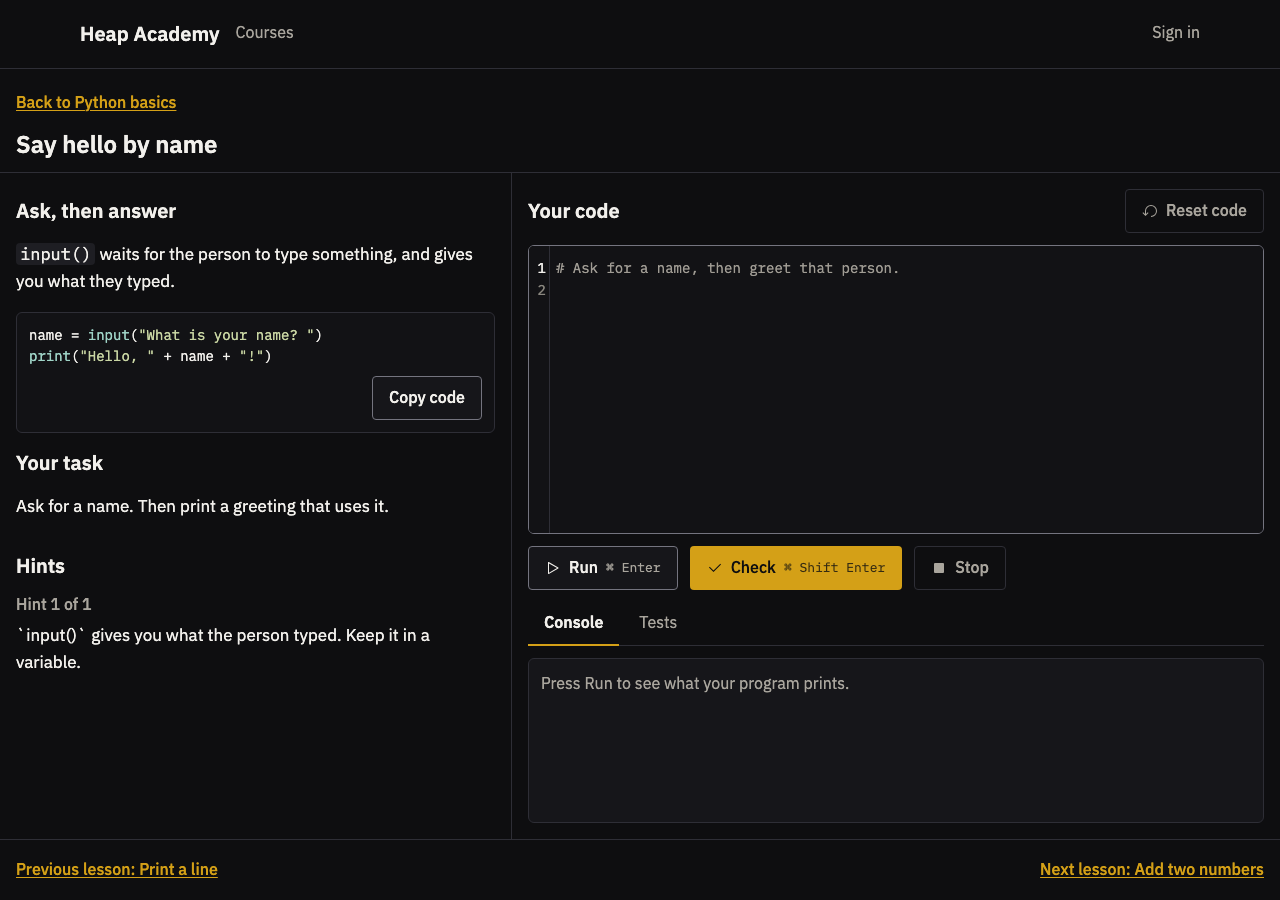 Heap Academy
Courses
Sign in
Back to Python basics
Say hello by name
Ask, then answer
input() waits for the person to type something, and gives
you what they typed.
name = input("What is your name? ")
print("Hello, " + name + "!")
Copy code
Your task
Ask for a name. Then print a greeting that uses it.
Hints
Hint 1 of 1
`input()` gives you what the person typed. Keep it in a
variable.
Your code
Reset code
1 # Ask for a name, then greet that person.
2
Run ⌘ Enter
Check ⌘ Shift Enter
Stop
Console
Tests
Press Run to see what your program prints.
Previous lesson: Print a line
Next lesson: Add two numbers